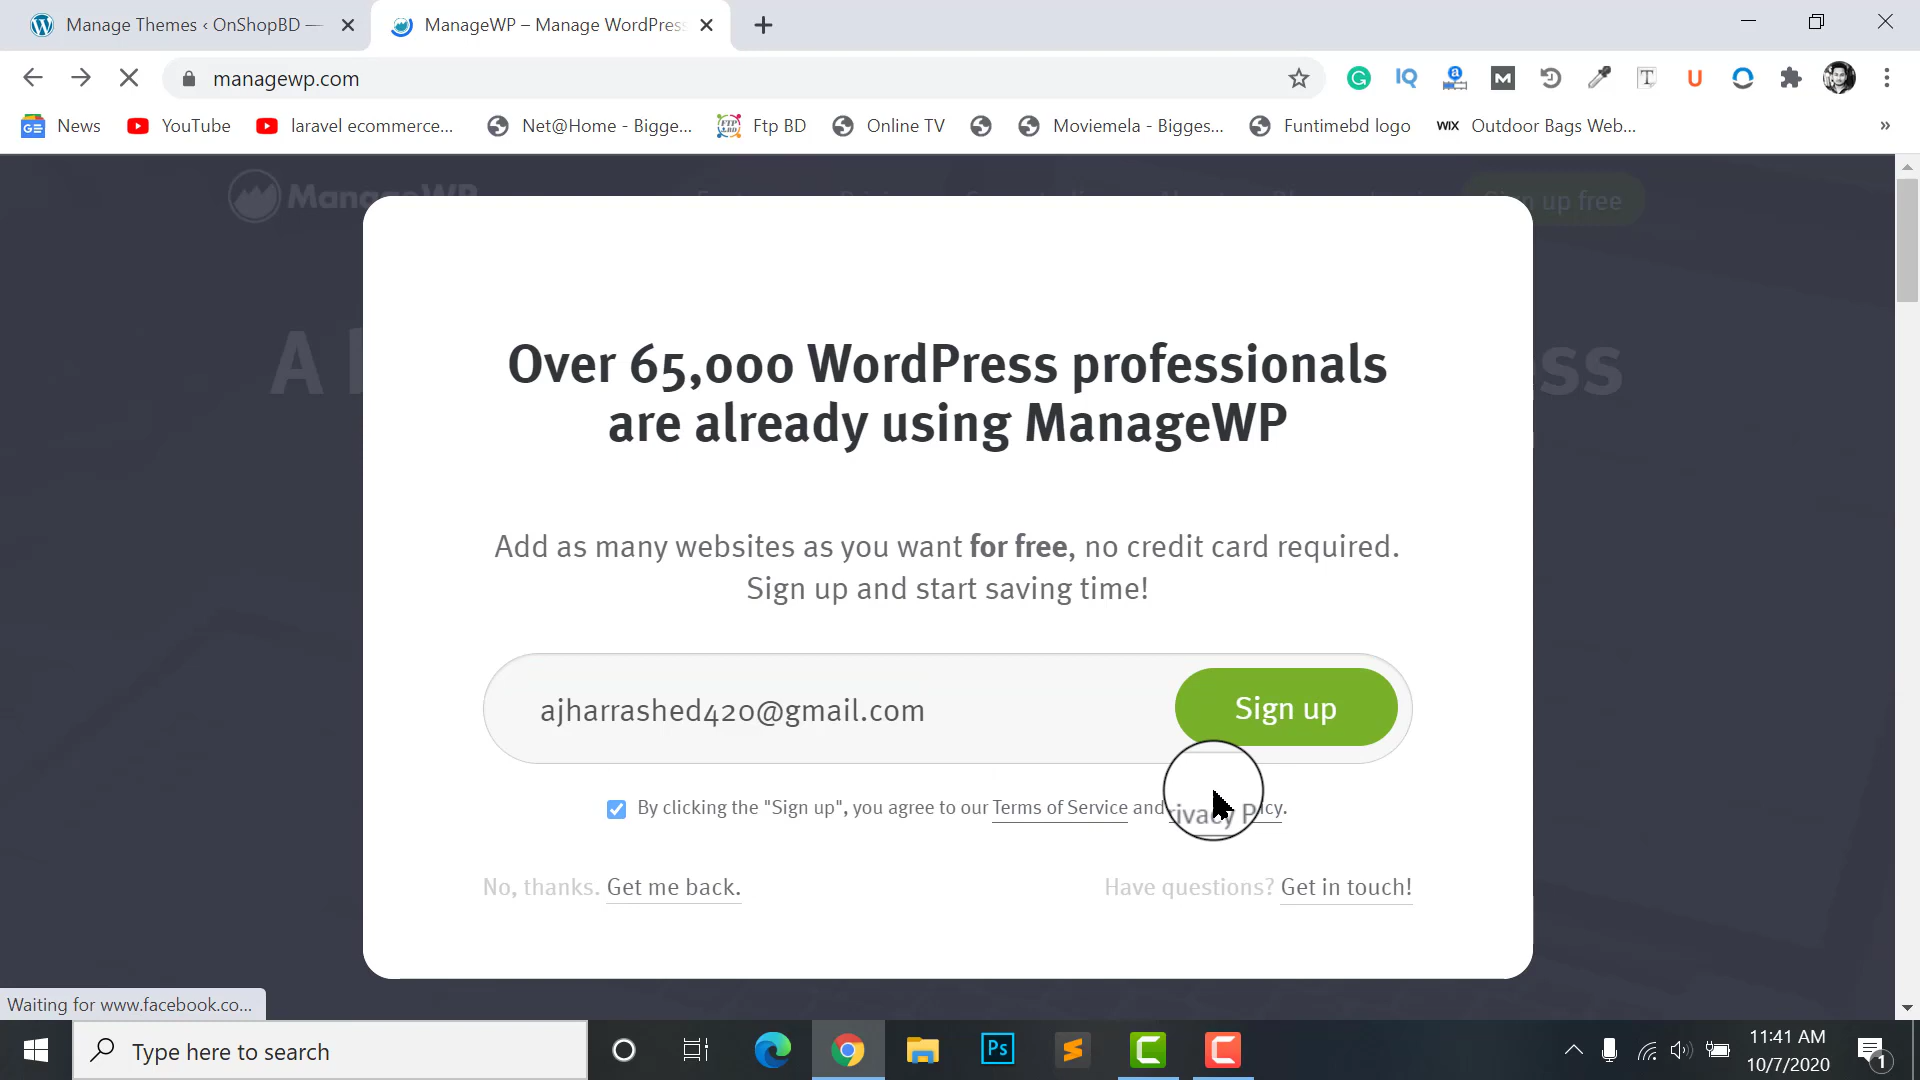 Manage Themes ‹ OnShopBD —
ManageWP – Manage WordPress
managewp.com
News
YouTube
laravel ecommerce...
Net@Home - Bigge...
Ftp BD
Online TV
Moviemela - Bigges...
Funtimebd logo
WIX
Outdoor Bags Web...
»
Over 65,000 WordPress professionals
are already using ManageWP
Add as many websites as you want for free, no credit card required.
Sign up and start saving time!
ajharrashed420@gmail.com
Sign up
By clicking the "Sign up", you agree to our Terms of Service and
No, thanks. Get me back.
Have questions? Get in touch!
Waiting for www.facebook.co...
Type here to search
Ps
11:41 AM
10/7/2020
1